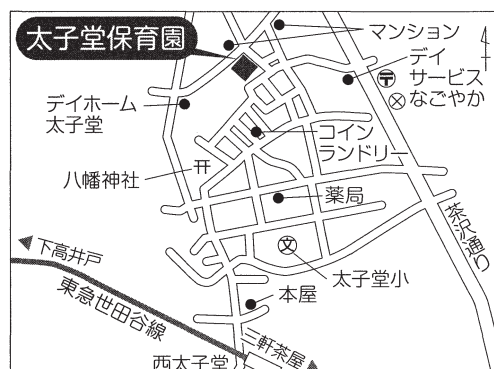 太子堂保育園
マンション
デイ
サービス
なごやか
デイホーム
太子堂
コイン
ランドリー
八幡神社
薬局
茶沢通り
文
太子堂小
下高井戸
東急世田谷線
本屋
三軒茶屋
西太子堂